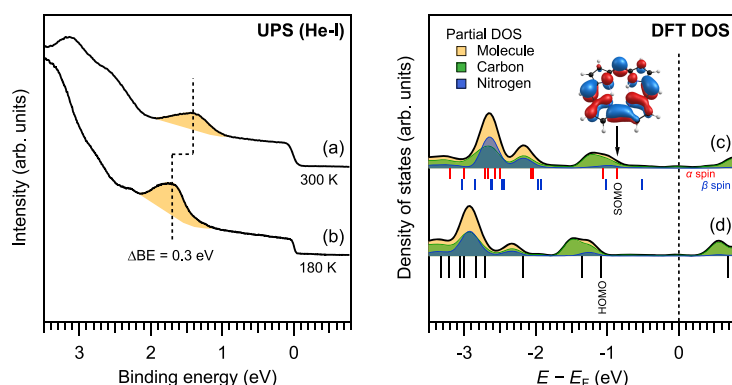 UPS (He-I)
Intensity (arb. units)
(a)
300 K
(b)
180 K
ΔBE = 0.3 eV
3 2 1 0
Binding energy (eV)
DFT DOS
Partial DOS
Molecule
Carbon
Nitrogen
Density of states (arb. units)
(c)
α spin
β spin
SOMO
(d)
HOMO
-3 -2 -1 0
E − E_F (eV)